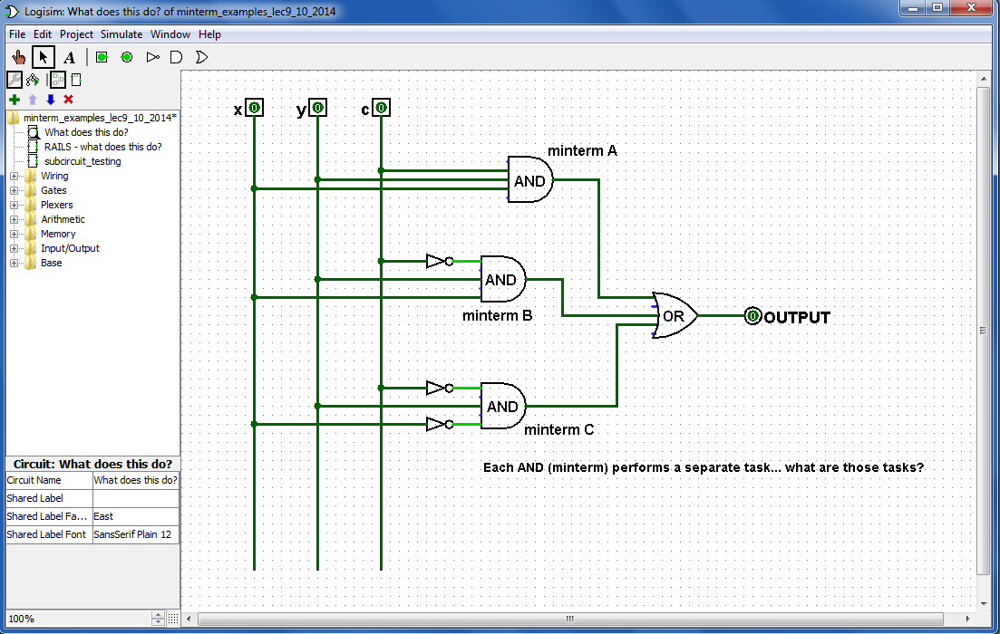 Logisim: What does this do? of minterm_examples_lec9_10_2014
File Edit Project Simulate Window Help
A
minterm_examples_lec9_10_2014*
What does this do?
RAILS - what does this do?
subcircuit_testing
Wiring
Gates
Plexers
Arithmetic
Memory
Input/Output
Base
Circuit: What does this do?
Circuit Name What does this do?
Shared Label
Shared Label Fa... East
Shared Label Font SansSerif Plain 12
100%
x 0 y 0 c 0
minterm A
AND
AND
minterm B
OR 0 OUTPUT
AND
minterm C
Each AND (minterm) performs a separate task... what are those tasks?